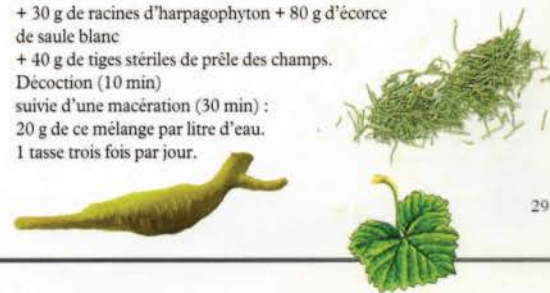 + 30 g de racines d'harpagophyton + 80 g d'écorce
de saule blanc
+ 40 g de tiges stériles de prêle des champs.
Décoction (10 min)
suivie d'une macération (30 min) :
20 g de ce mélange par litre d'eau.
1 tasse trois fois par jour.
29